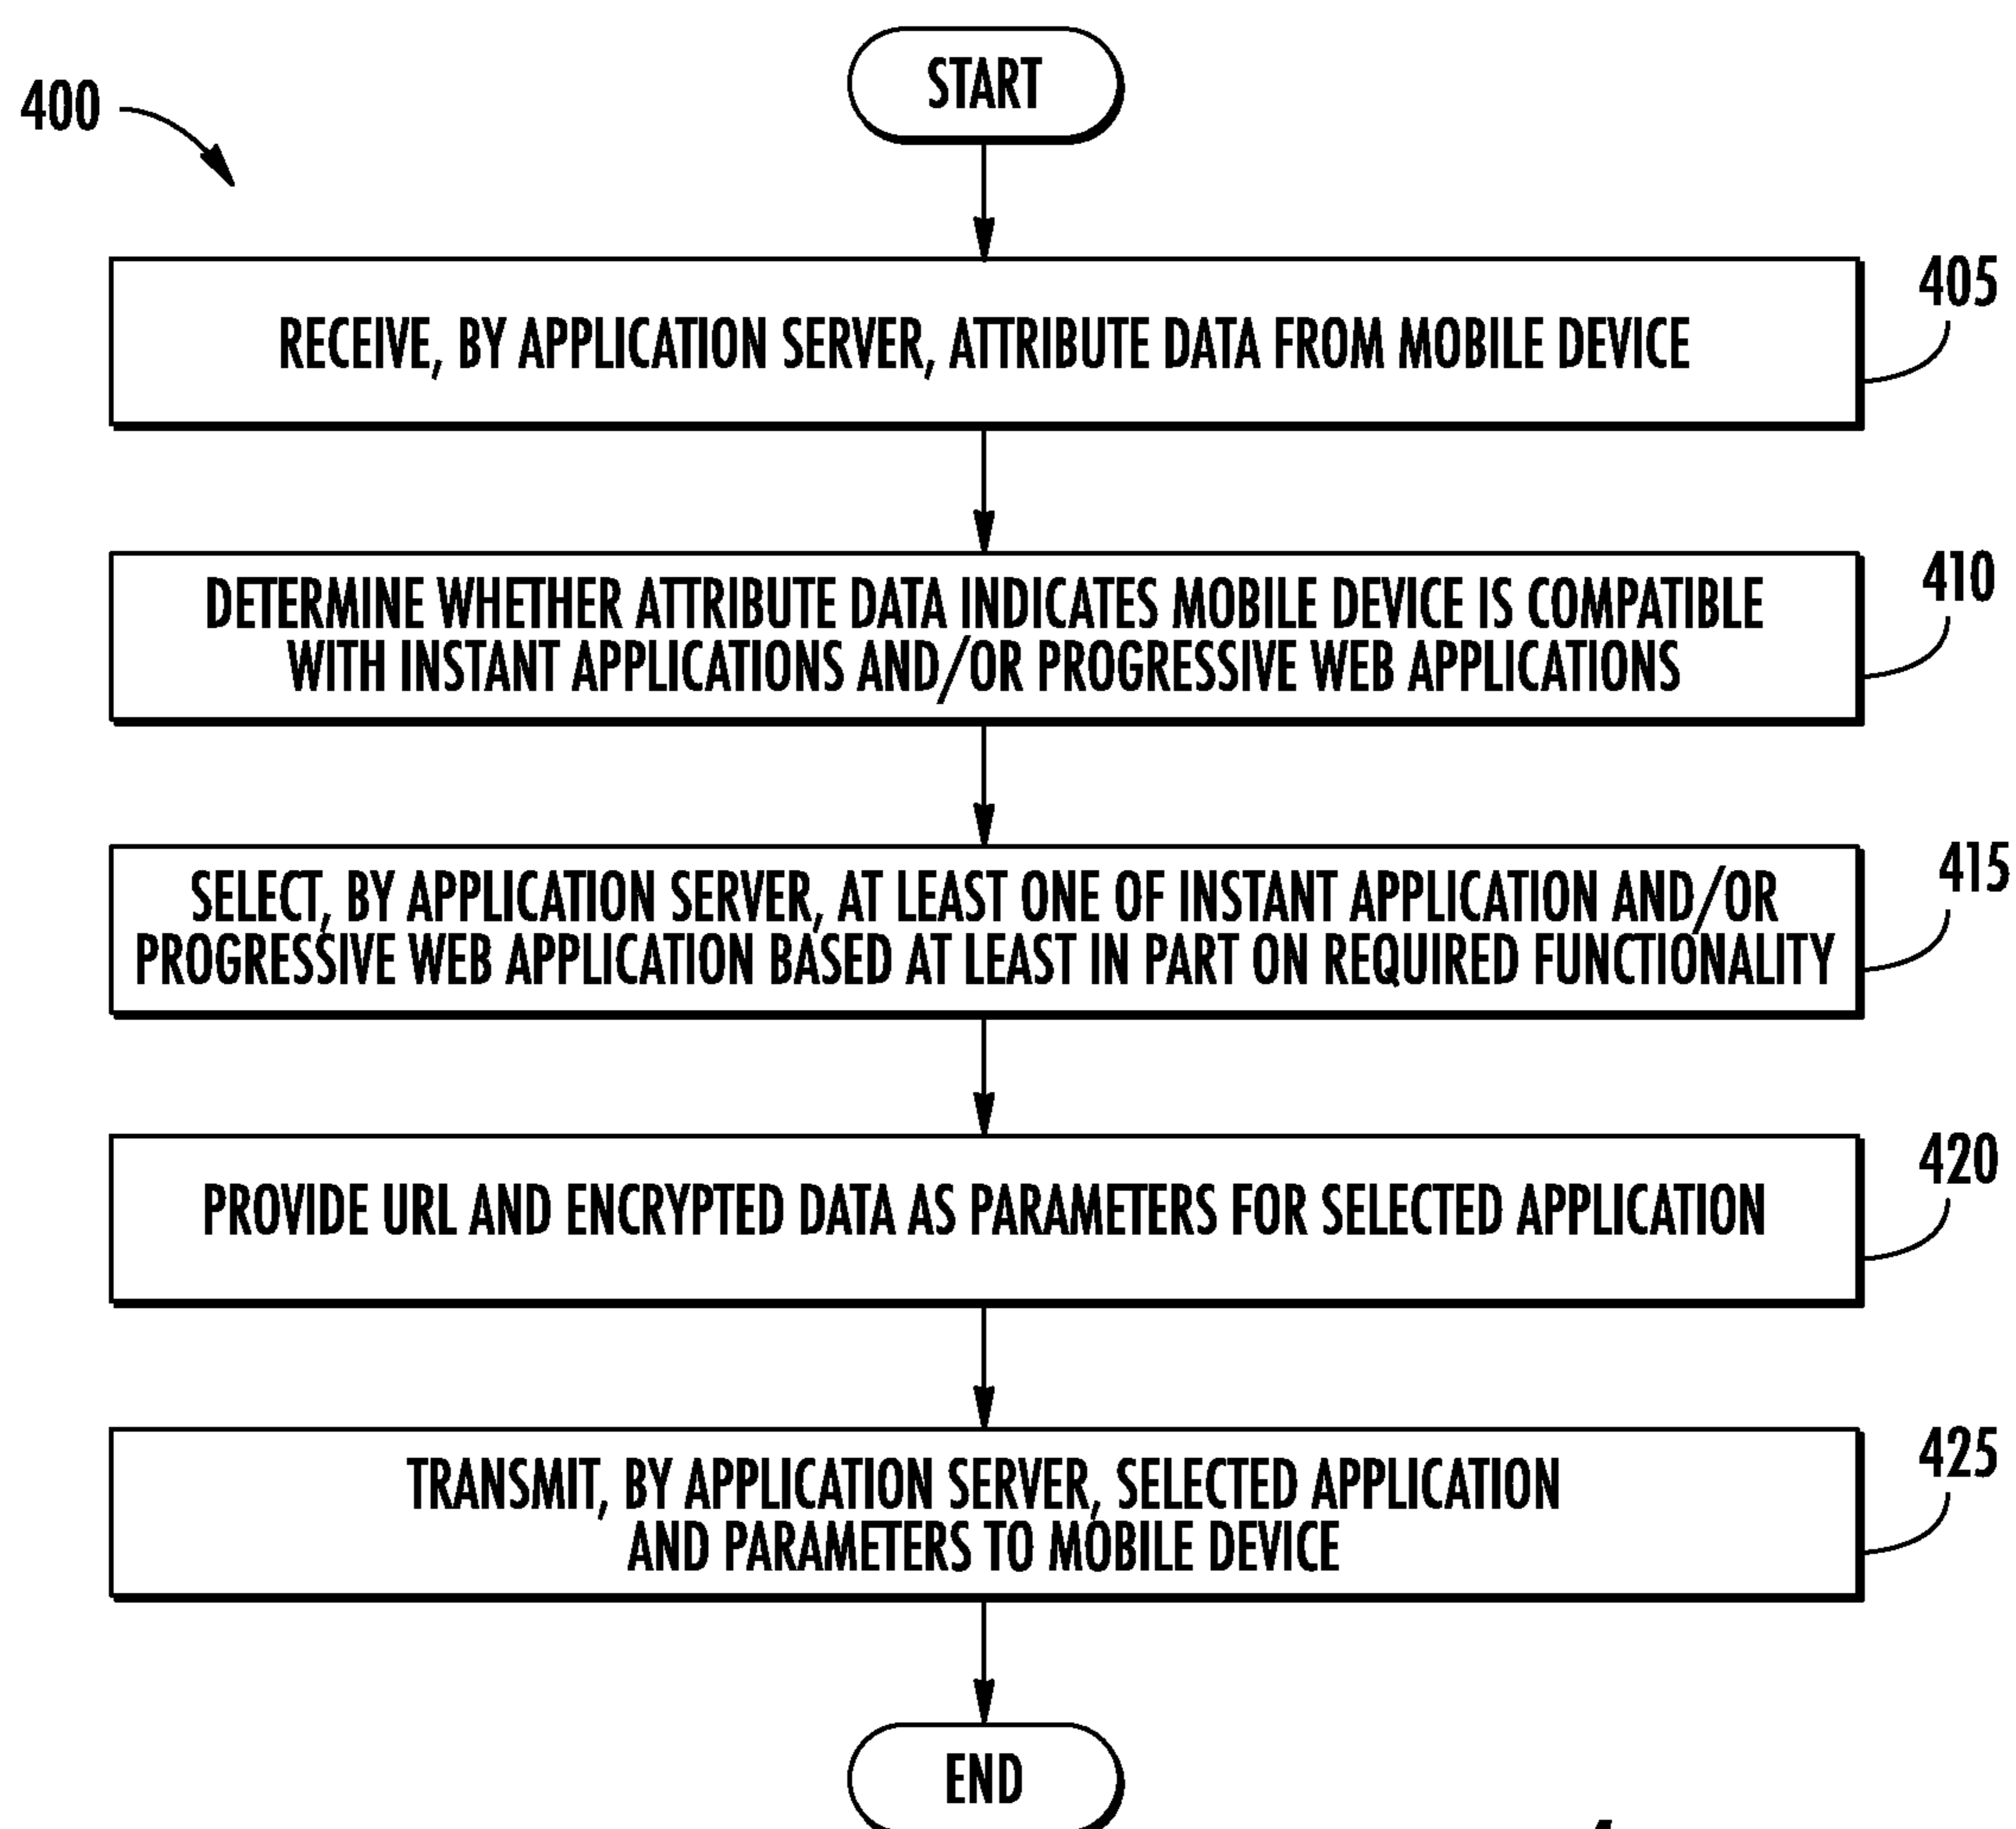 400
START
405
RECEIVE, BY APPLICATION SERVER, ATTRIBUTE DATA FROM MOBILE DEVICE
410
DETERMINE WHETHER ATTRIBUTE DATA INDICATES MOBILE DEVICE IS COMPATIBLE
WITH INSTANT APPLICATIONS AND/OR PROGRESSIVE WEB APPLICATIONS
415
SELECT, BY APPLICATION SERVER, AT LEAST ONE OF INSTANT APPLICATION AND/OR
PROGRESSIVE WEB APPLICATION BASED AT LEAST IN PART ON REQUIRED FUNCTIONALITY
420
PROVIDE URL AND ENCRYPTED DATA AS PARAMETERS FOR SELECTED APPLICATION
425
TRANSMIT, BY APPLICATION SERVER, SELECTED APPLICATION
AND PARAMETERS TO MOBILE DEVICE
END